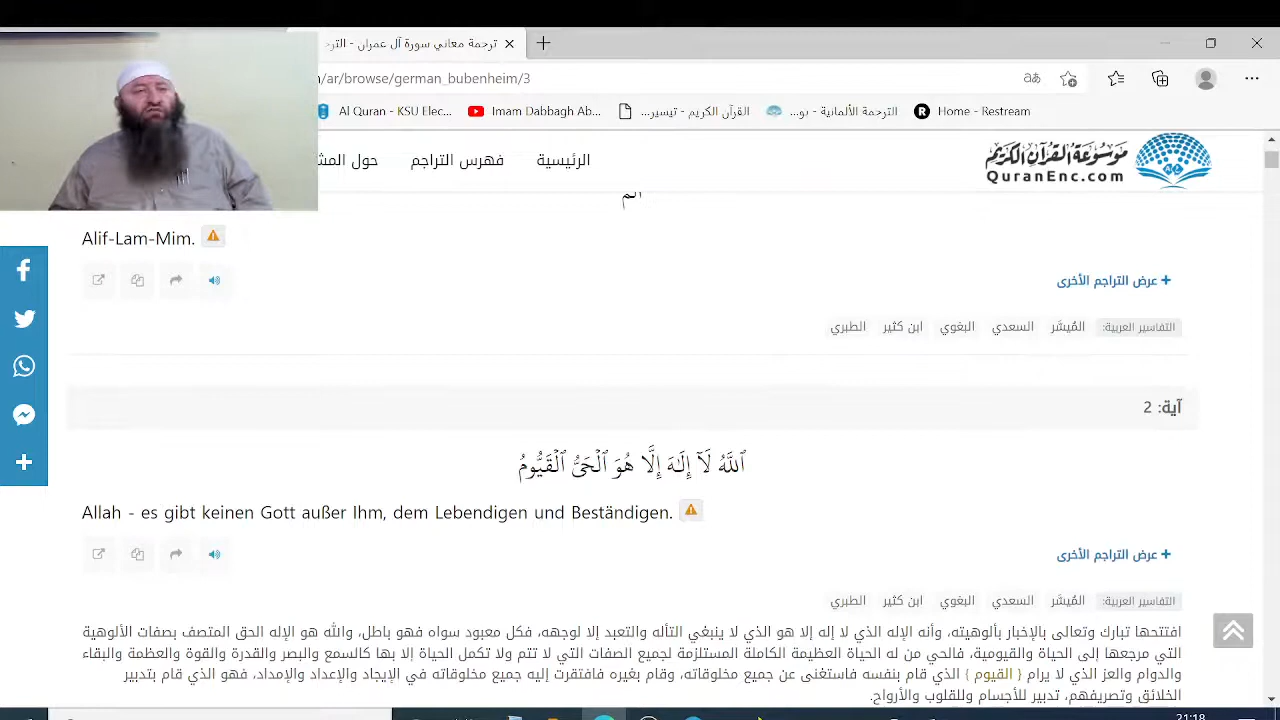 ترجمة معاني سورة آل عمران - التر
/ar/browse/german_bubenheim/3
Al Quran - KSU Elec...
Imam Dabbagh Ab...
القرآن الكريم - تيسير...
الترجمة الألمانية - بو...
Home - Restream
موسوعة القرآن الكريم
QuranEnc.com
الرئيسية
فهرس التراجم
حول
الم
Alif-Lam-Mim.
+ عرض التراجم الأخرى
التفاسير العربية: المُيسَّر السعدي البغوي ابن كثير الطبري
آية: 2
ٱللَّهُ لَآ إِلَٰهَ إِلَّا هُوَ ٱلۡحَيُّ ٱلۡقَيُّومُ
Allah - es gibt keinen Gott außer Ihm, dem Lebendigen und Beständigen.
+ عرض التراجم الأخرى
التفاسير العربية: المُيسَّر السعدي البغوي ابن كثير الطبري
افتتحها تبارك وتعالى بالإخبار بألوهيته، وأنه الإله الذي لا إله إلا هو الذي لا ينبغي التأله والتعبد إلا لوجهه، فكل معبود سواه فهو باطل، والله هو الإله الحق المتصف بصفات الألوهية
التي مرجعها إلى الحياة والقيومية، فالحي من له الحياة العظيمة الكاملة المستلزمة لجميع الصفات التي لا تتم ولا تكمل الحياة إلا بها كالسمع والبصر والقدرة والقوة والعظمة والبقاء
والدوام والعز الذي لا يرام { القيوم } الذي قام بنفسه فاستغنى عن جميع مخلوقاته، وقام بغيره فافتقرت إليه جميع مخلوقاته في الإيجاد والإعداد والإمداد، فهو الذي قام بتدبير
الخلائق وتصريفهم، تدبير للأجسام وللقلوب والأرواح.
21:18